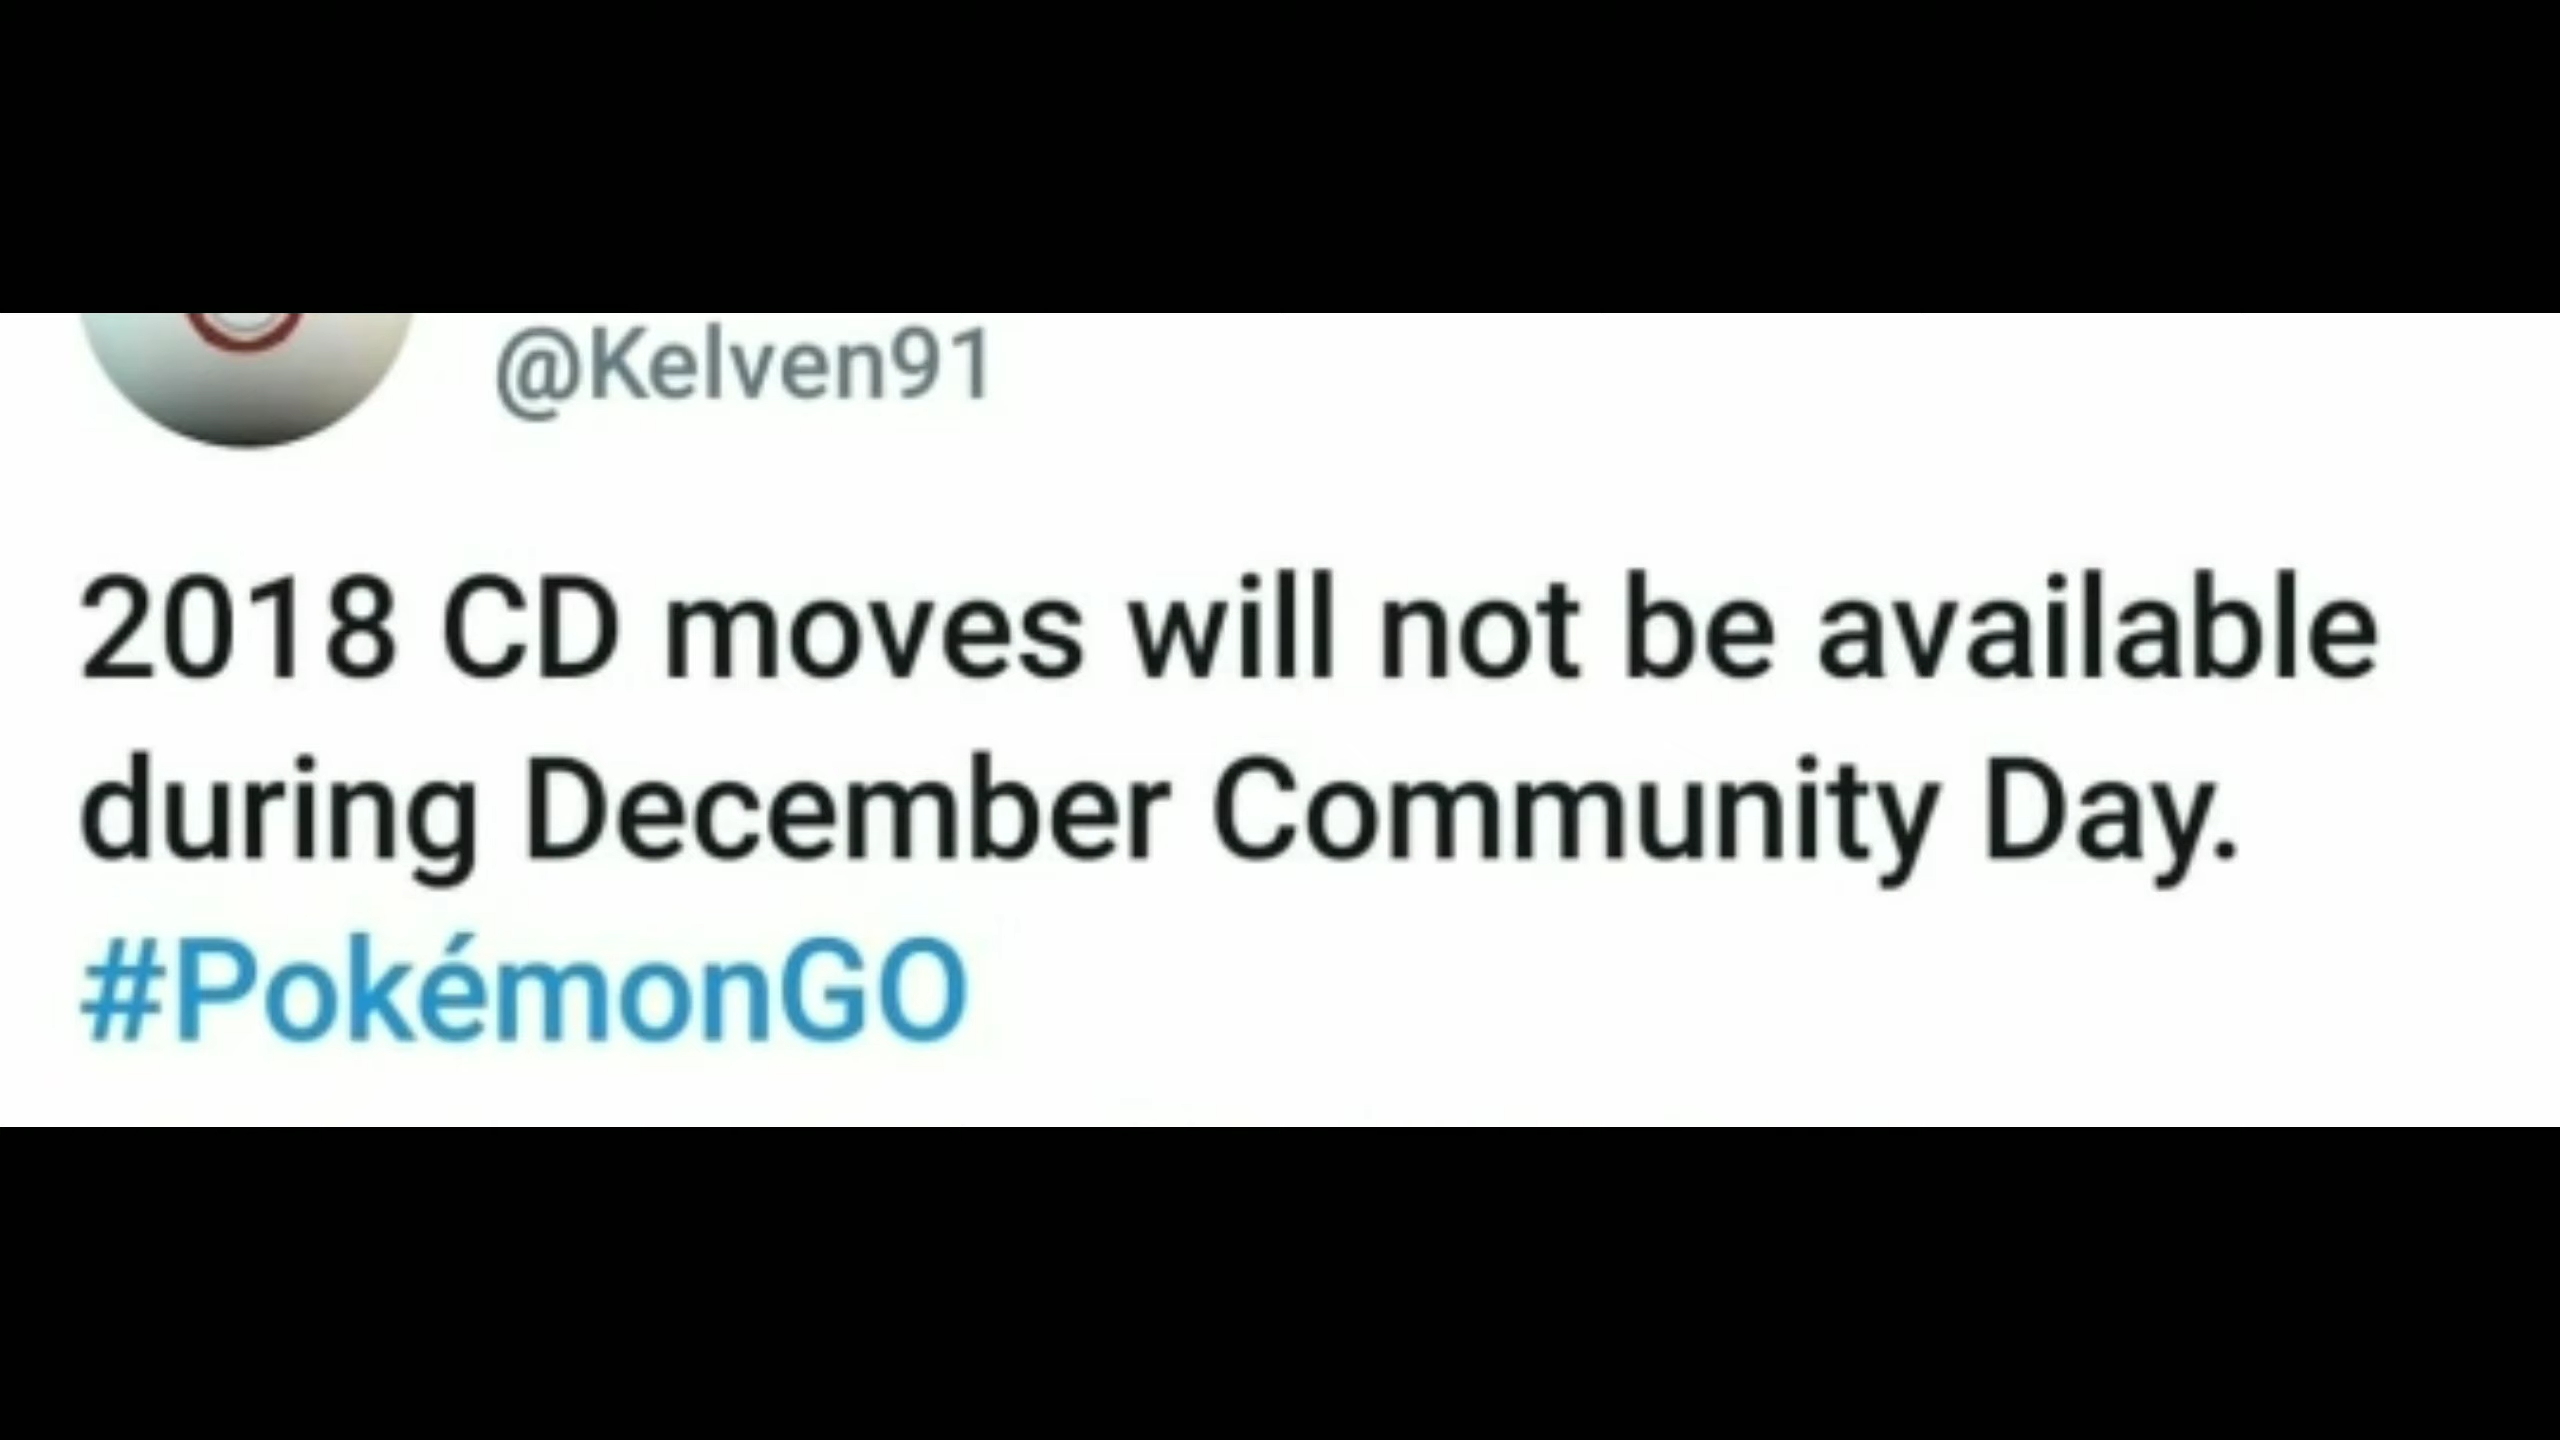 @Kelven91
2018 CD moves will not be available
during December Community Day.
#PokémonGO